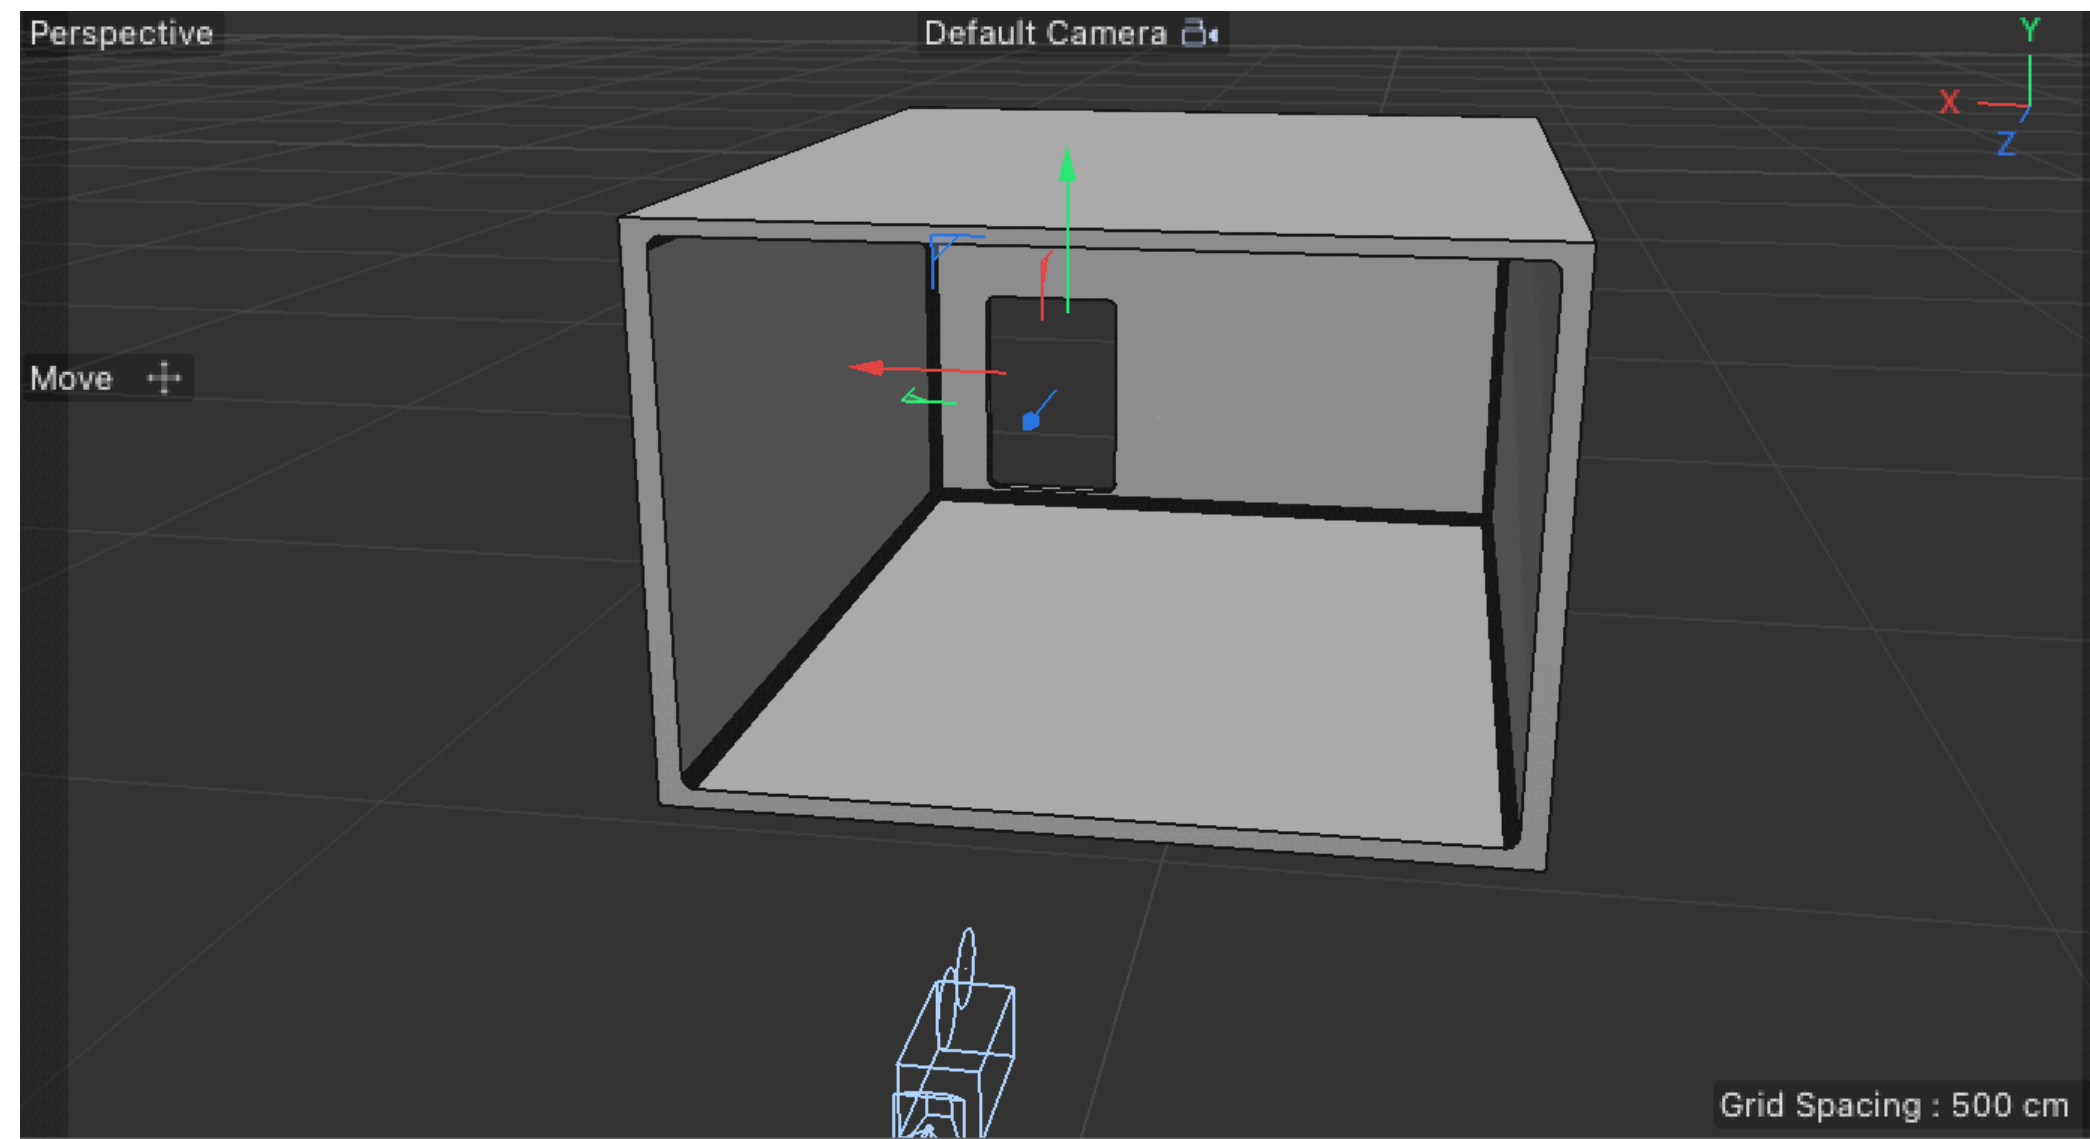 Perspective
Default Camera
Y
X
Z
Move
Grid Spacing : 500 cm